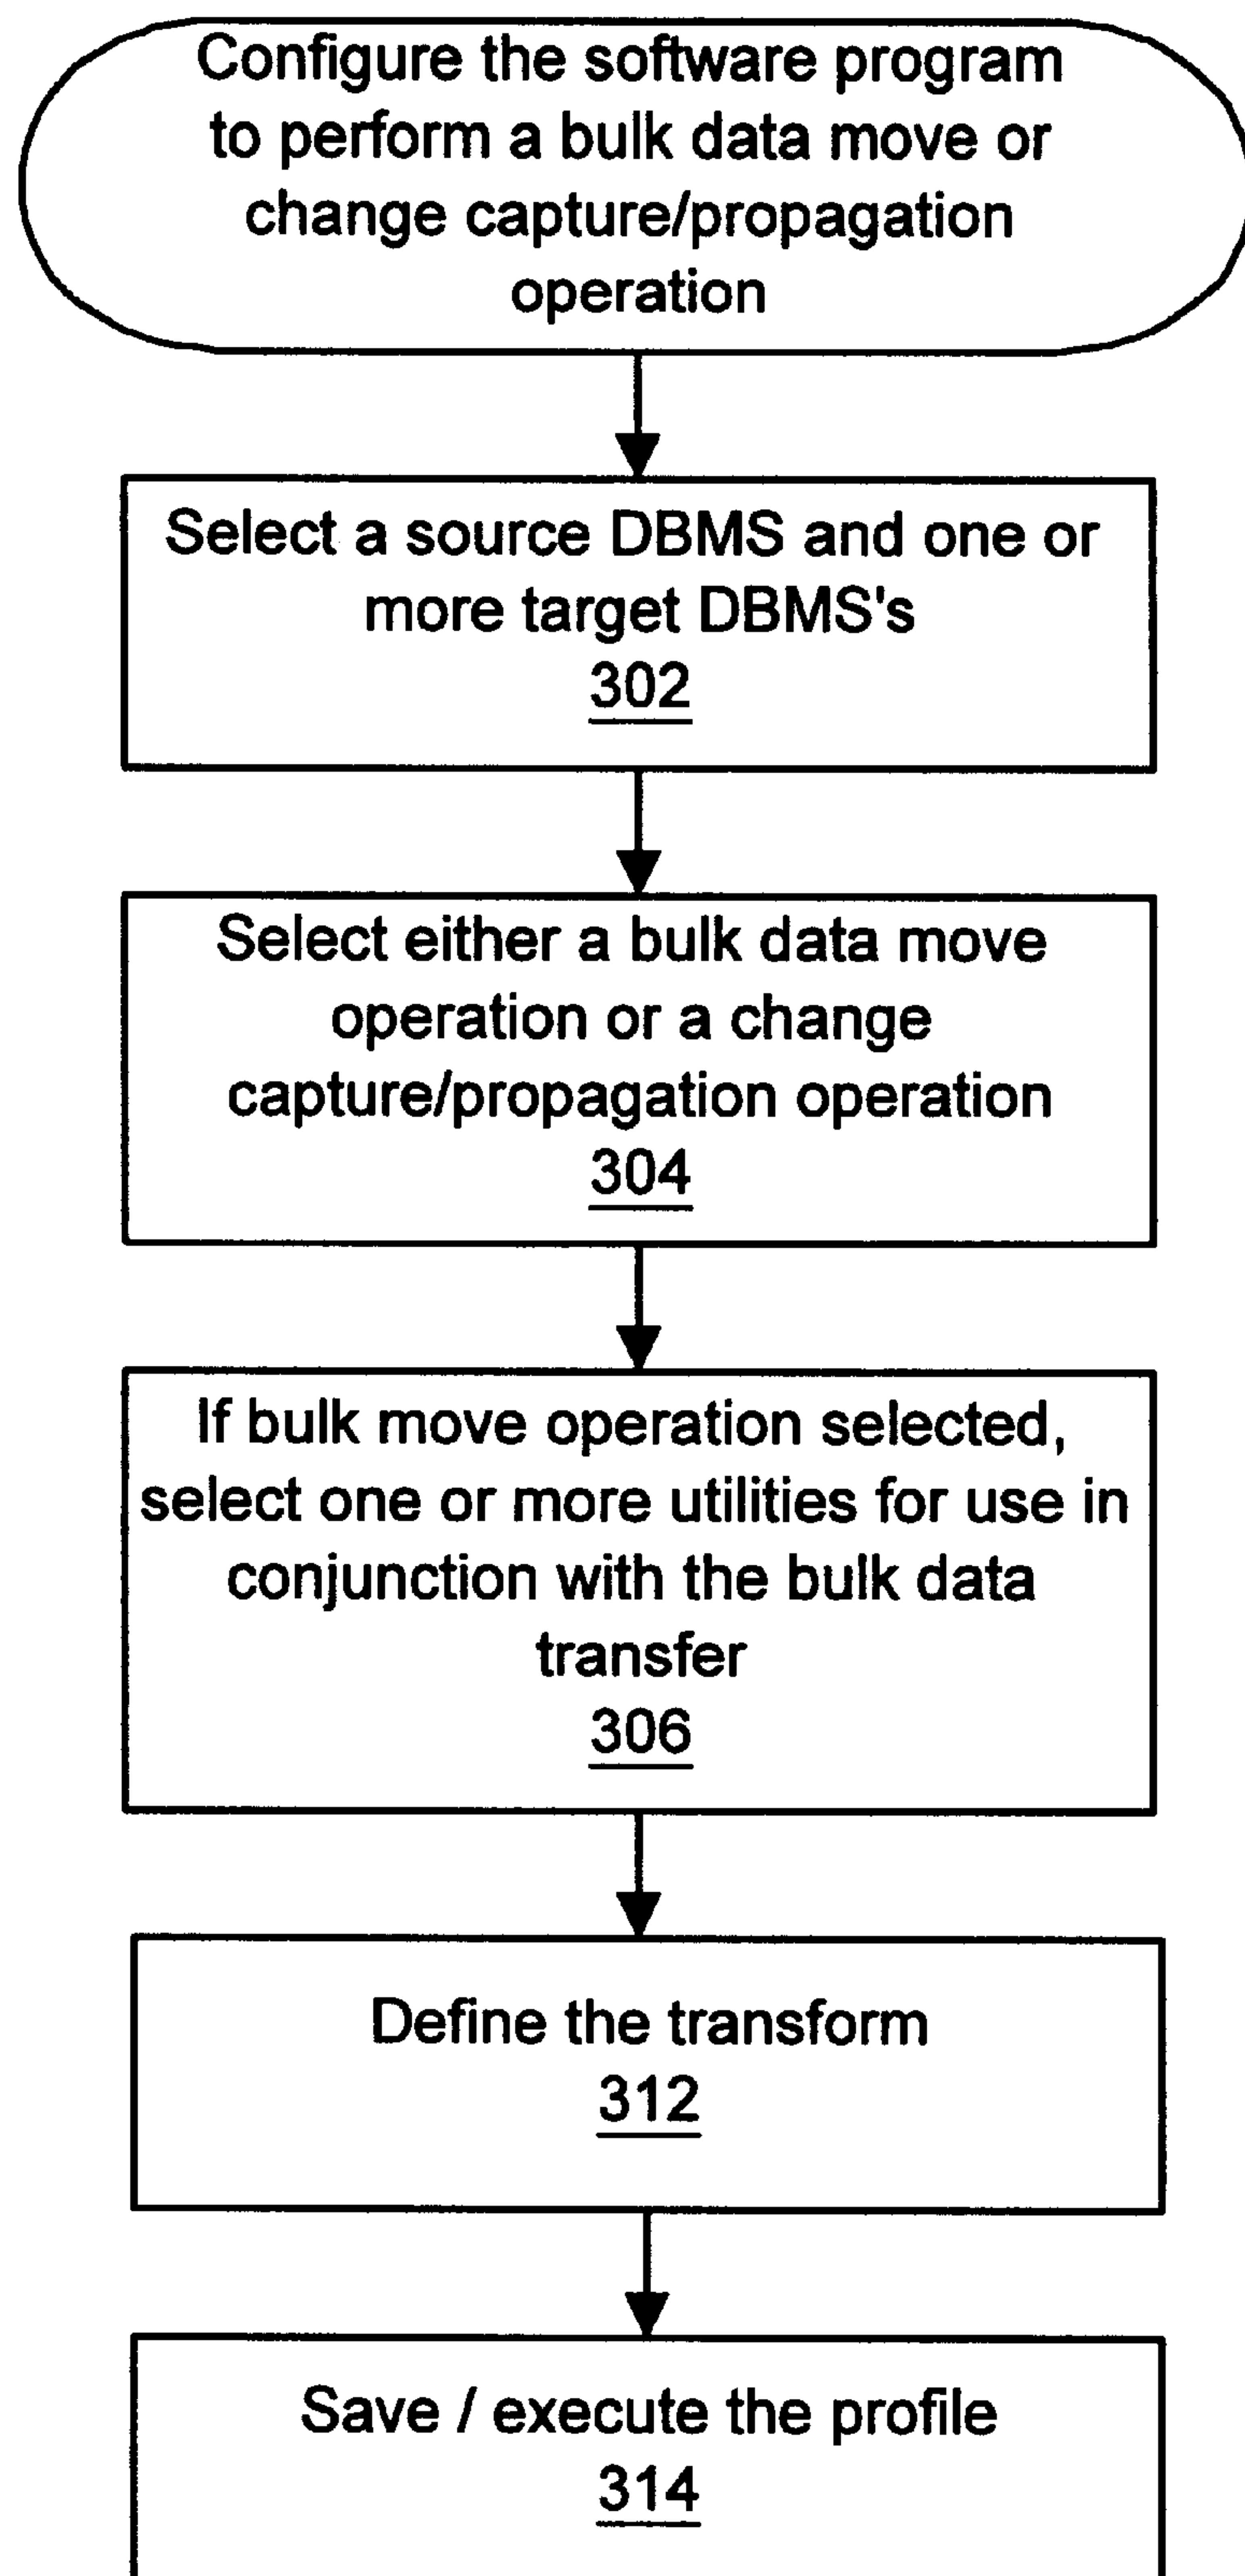 Configure the software program
to perform a bulk data move or
change capture/propagation
operation
Select a source DBMS and one or
more target DBMS's
302
Select either a bulk data move
operation or a change
capture/propagation operation
304
If bulk move operation selected,
select one or more utilities for use in
conjunction with the bulk data
transfer
306
Define the transform
312
Save / execute the profile
314